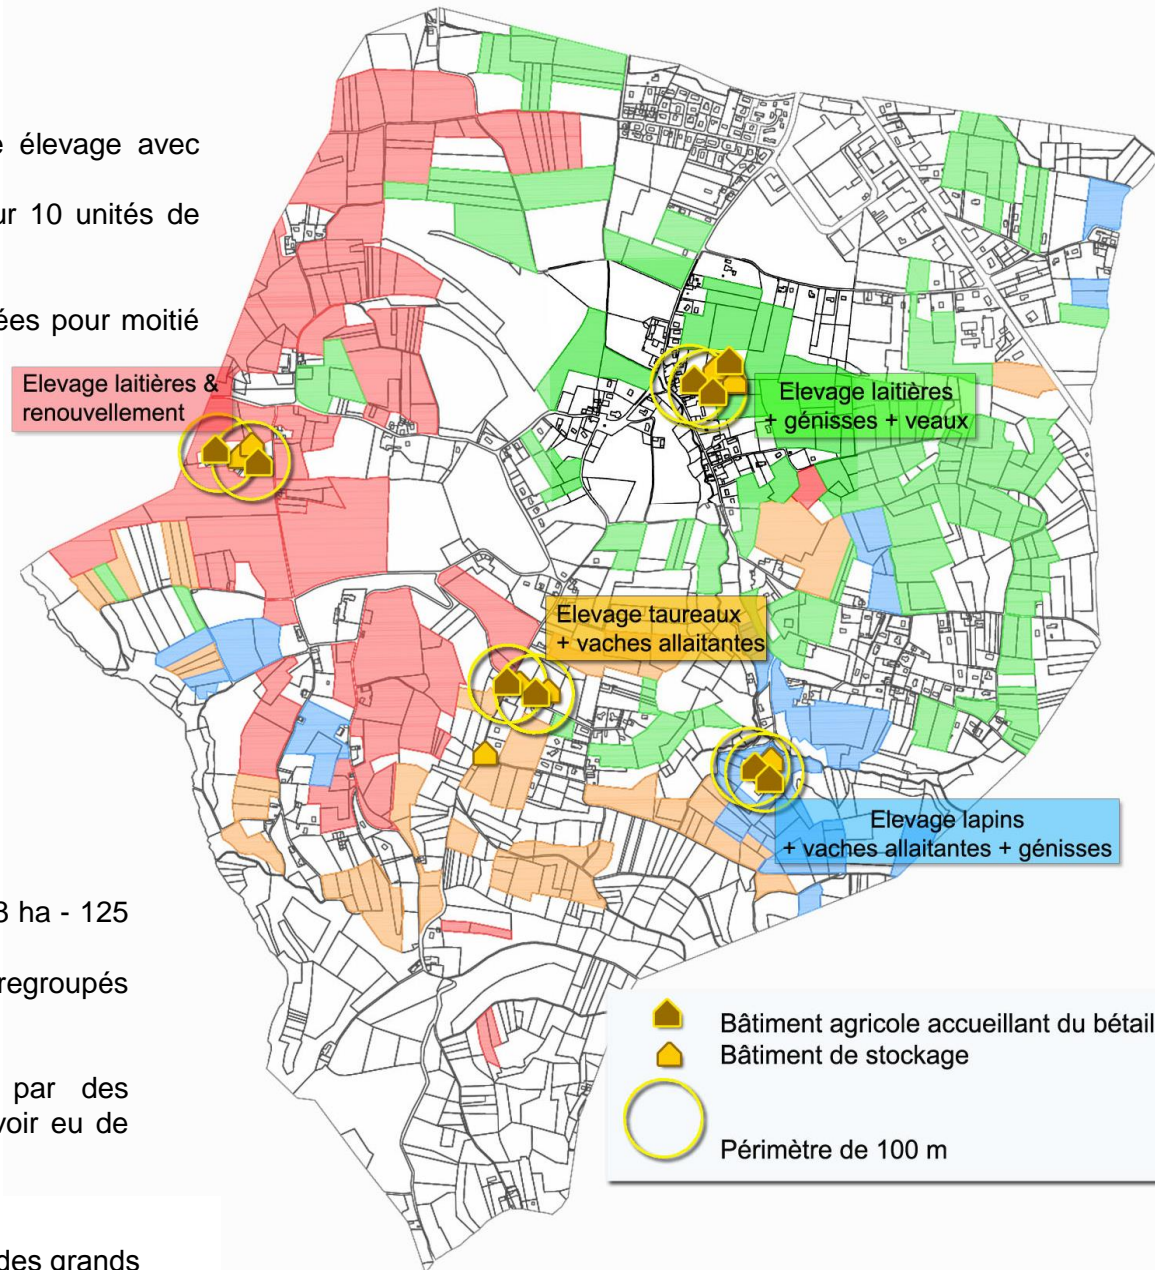 e élevage avec
ur 10 unités de
ées pour moitié
Elevage laitières &
renouvellement
Elevage laitières
+ génisses + veaux
Elevage taureaux
+ vaches allaitantes
Elevage lapins
+ vaches allaitantes + génisses
3 ha - 125
regroupés
par des
voir eu de
des grands
Bâtiment agricole accueillant du bétail
Bâtiment de stockage
Périmètre de 100 m